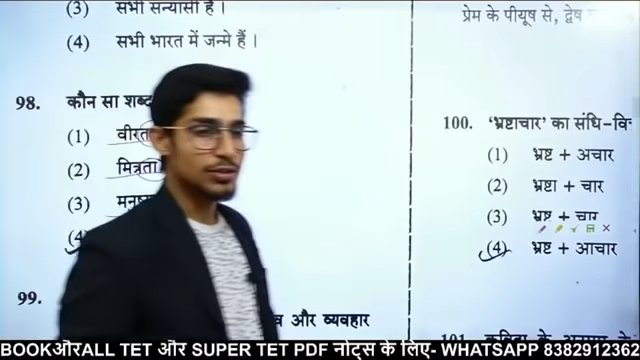 (3) सभी सन्यासी है ।
(4) सभी भारत में जन्मे हैं ।
98. कौन सा शब्द
(1) वीरता
(2) मित्रता
(3)
(4)
99.
और व्यवहार
प्रेम के पीयूष से, द्वेष
100. 'भ्रष्टाचार' का संधि-वि
(1) भ्रष्ट + अचार
(2) भ्रष्टा + चार
(3) भ्रष्ट + चार
(4) भ्रष्ट + आचार
101.
BOOKऔरALL TET और SUPER TET PDF नोट्स के लिए- WHATSAPP 8382912362